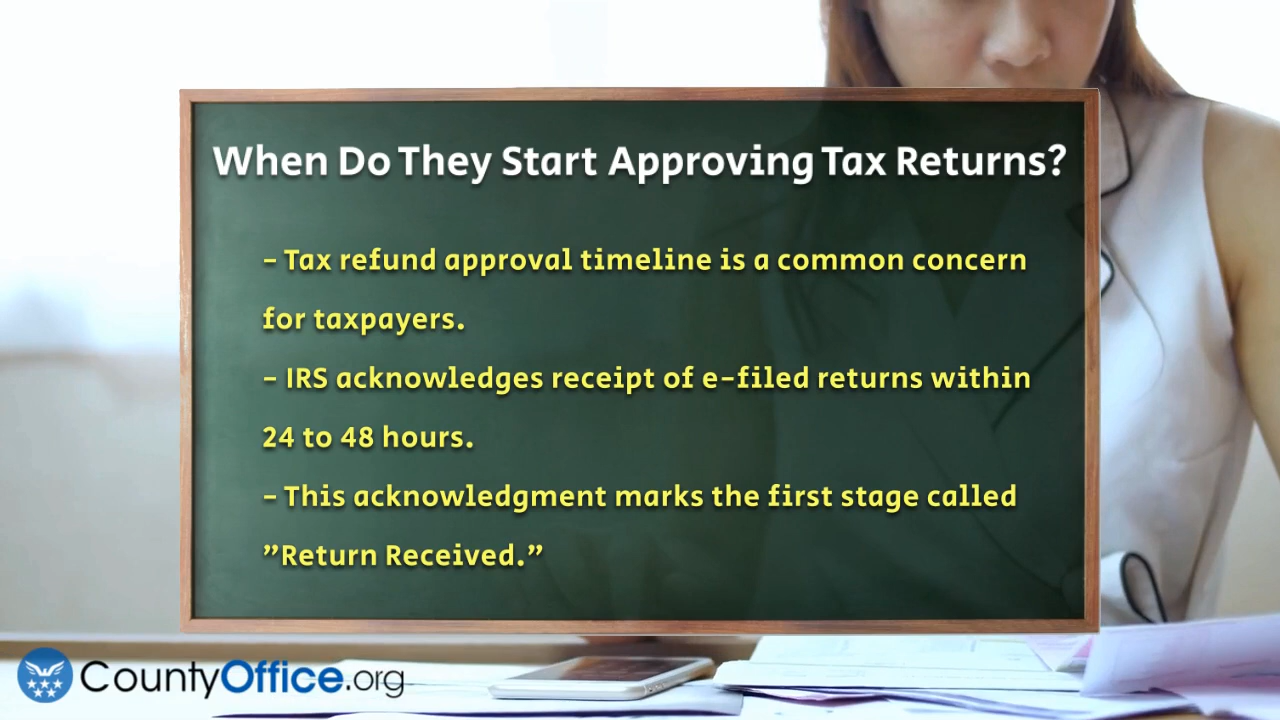 When Do They Start Approving Tax Returns?
- Tax refund approval timeline is a common concern
for taxpayers.
- IRS acknowledges receipt of e-filed returns within
24 to 48 hours.
- This acknowledgment marks the first stage called
”Return Received.”
CountyOffice.org